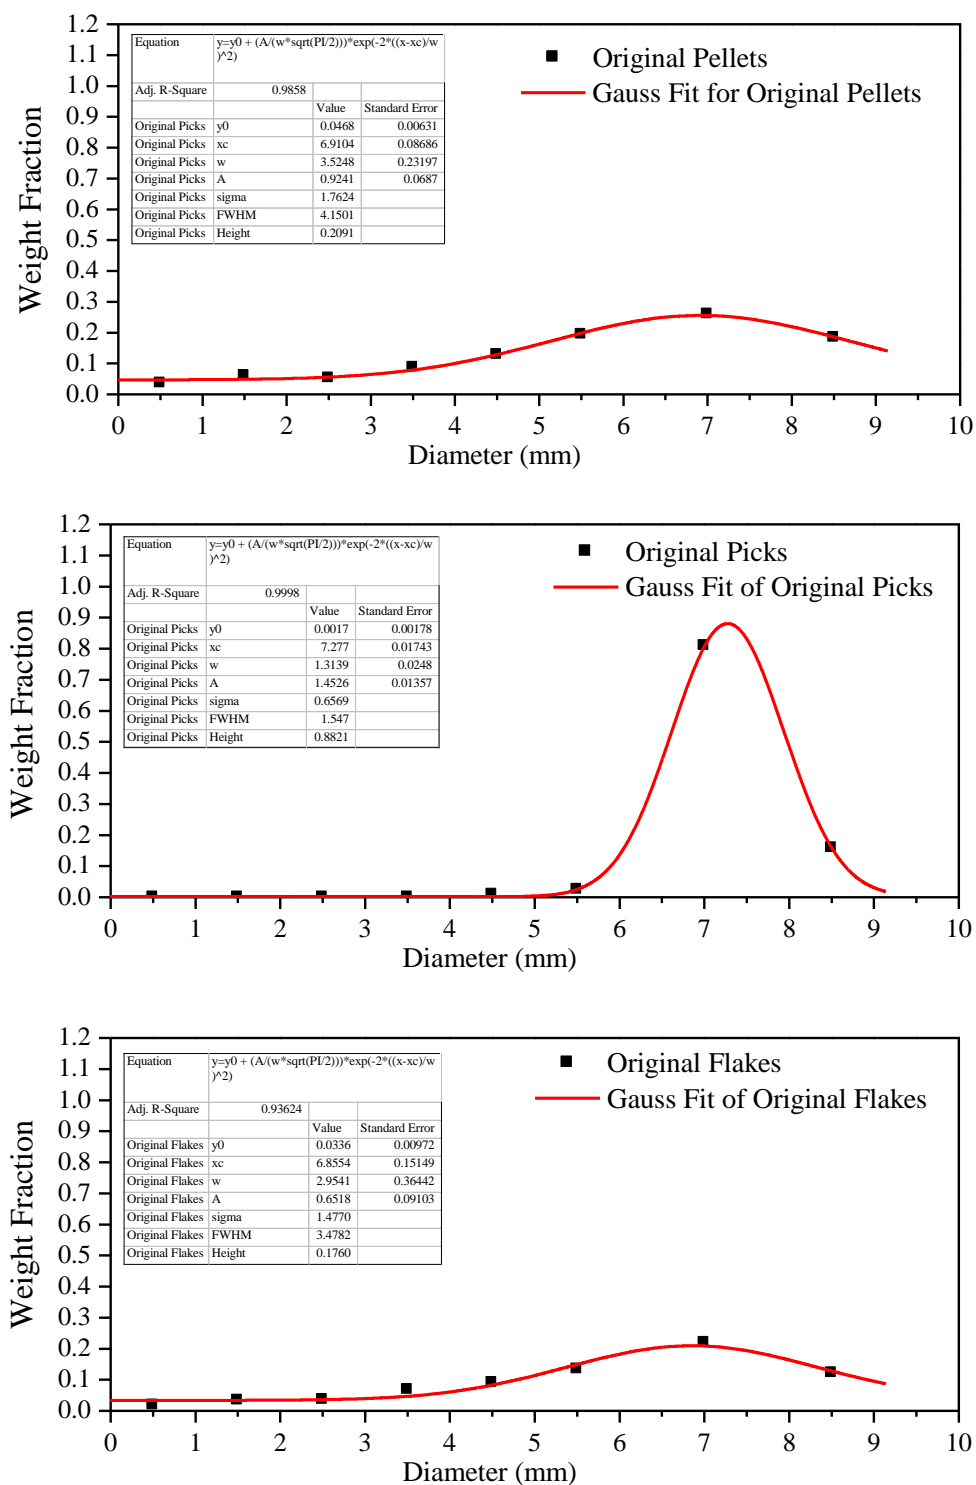 1.2
1.1
1.0
0.9
0.8
0.7
0.6
0.5
0.4
0.3
0.2
0.1
0.0
Weight Fraction
Equation y=y0 + (A/(w*sqrt(PI/2)))*exp(-2*((x-xc)/w
)^2)
Adj. R-Square 0.9858
Value Standard Error
Original Picks y0 0.0468 0.00631
Original Picks xc 6.9104 0.08686
Original Picks w 3.5248 0.23197
Original Picks A 0.9241 0.0687
Original Picks sigma 1.7624
Original Picks FWHM 4.1501
Original Picks Height 0.2091
Original Pellets
Gauss Fit for Original Pellets
0 1 2 3 4 5 6 7 8 9 10
Diameter (mm)
1.2
1.1
1.0
0.9
0.8
0.7
0.6
0.5
0.4
0.3
0.2
0.1
0.0
Weight Fraction
Equation y=y0 + (A/(w*sqrt(PI/2)))*exp(-2*((x-xc)/w
)^2)
Adj. R-Square 0.9998
Value Standard Error
Original Picks y0 0.0017 0.00178
Original Picks xc 7.277 0.01743
Original Picks w 1.3139 0.0248
Original Picks A 1.4526 0.01357
Original Picks sigma 0.6569
Original Picks FWHM 1.547
Original Picks Height 0.8821
Original Picks
Gauss Fit of Original Picks
0 1 2 3 4 5 6 7 8 9 10
Diameter (mm)
1.2
1.1
1.0
0.9
0.8
0.7
0.6
0.5
0.4
0.3
0.2
0.1
0.0
Weight Fraction
Equation y=y0 + (A/(w*sqrt(PI/2)))*exp(-2*((x-xc)/w
)^2)
Adj. R-Square 0.93624
Value Standard Error
Original Flakes y0 0.0336 0.00972
Original Flakes xc 6.8554 0.15149
Original Flakes w 2.9541 0.36442
Original Flakes A 0.6518 0.09103
Original Flakes sigma 1.4770
Original Flakes FWHM 3.4782
Original Flakes Height 0.1760
Original Flakes
Gauss Fit of Original Flakes
0 1 2 3 4 5 6 7 8 9 10
Diameter (mm)